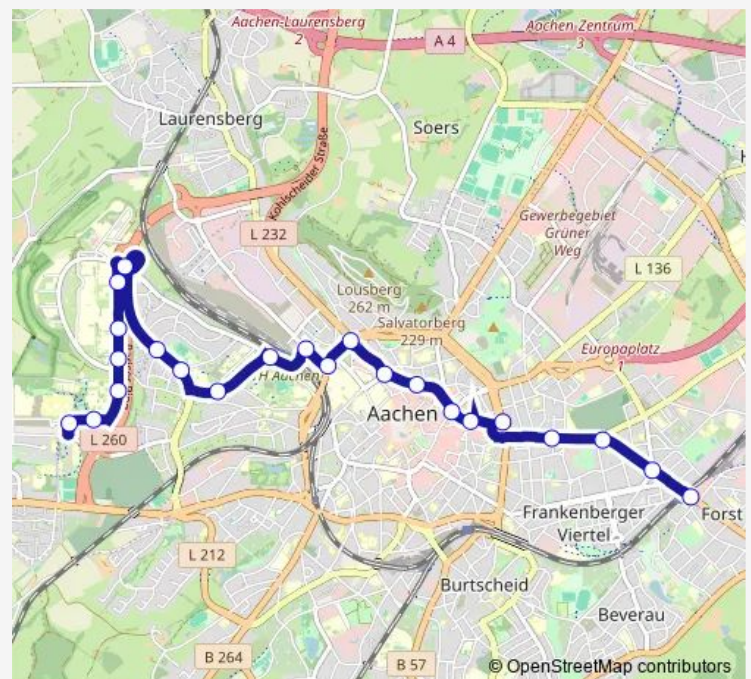 Aachen-Laurensberg
2
A 4
Aachen Zentrum
3
Laurensberg
Soers
Kohlscheider Straße
L 232
Gewerbegebiet
Grüner
Weg
L 136
Lousberg
262 m
Salvatorberg
229 m
Europaplatz
1
Aachen
L 260
Frankenberger
Viertel
Forst
L 212
Burtscheid
Beverau
B 264
B 57
© OpenStreetMap contributors